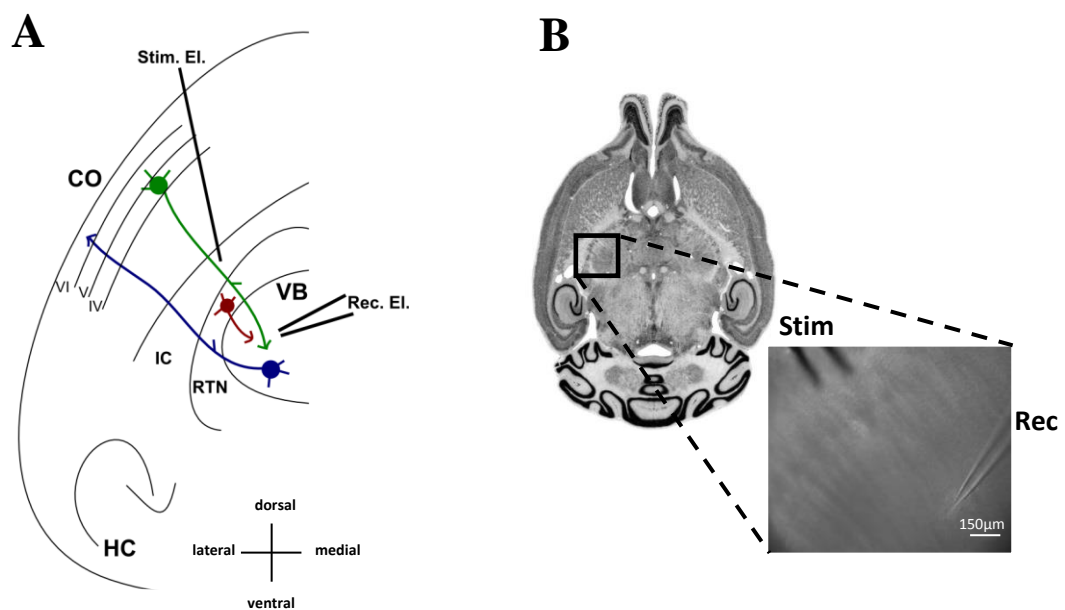 A
Stim. El.
CO
VI
V
IV
VB
Rec. El.
IC
RTN
HC
dorsal
lateral
medial
ventral
B
Stim
Rec
150µm